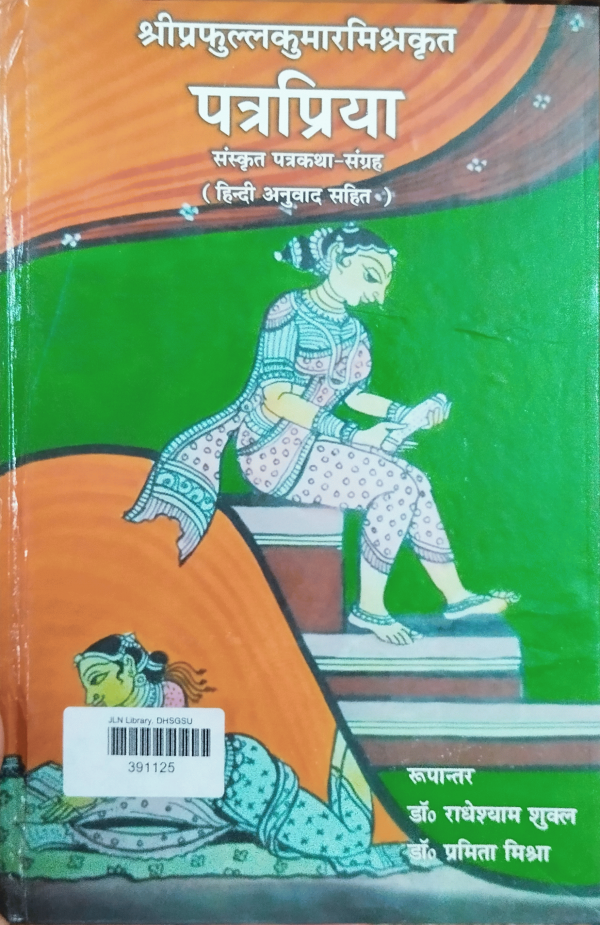 श्रीप्रफुल्लकुमारमिश्रकृत
पत्रप्रिया
संस्कृत पत्रकथा-संग्रह
( हिन्दी अनुवाद सहित )
JLN Library, DHSGSU
391125
रूपान्तर
डॉ० राधेश्याम शुक्ल
डॉ० प्रमिता मिश्रा